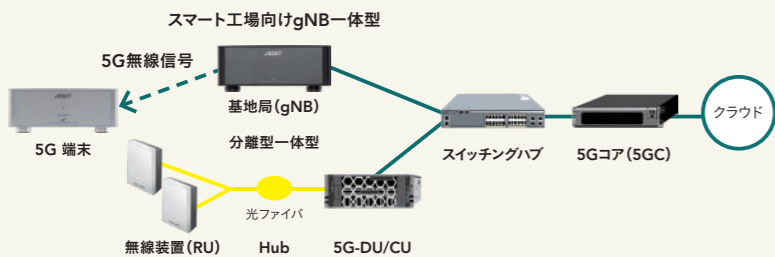 スマート工場向けgNB一体型
5G無線信号
基地局(gNB)
5G 端末
分離型一体型
スイッチングハブ
5Gコア(5GC)
クラウド
光ファイバ
無線装置(RU)
Hub
5G-DU/CU